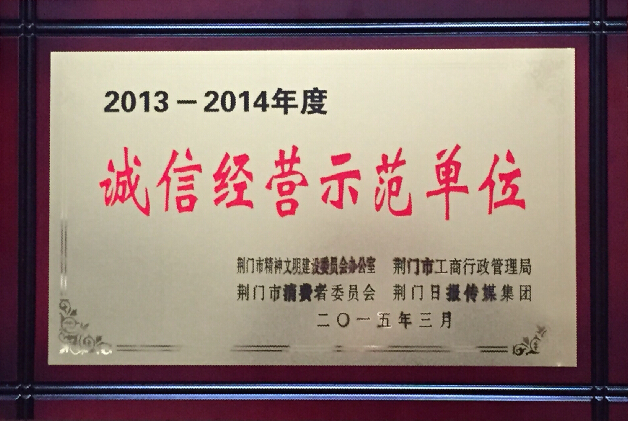 2013－2014年度
诚信经营示范单位
荆门市精神文明建设委员会办公室 荆门市工商行政管理局
荆门市消费者委员会 荆门日报传媒集团
二〇一五年三月